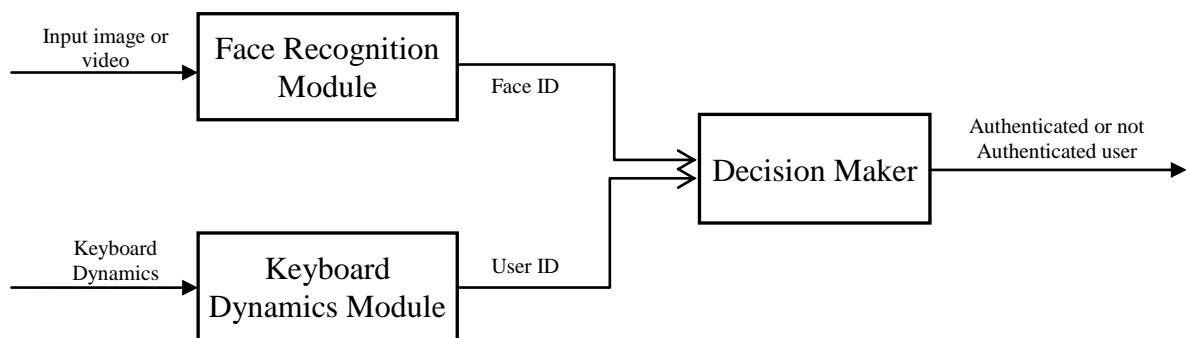 Input image or
video
Face Recognition
Module
Face ID
Decision Maker
Authenticated or not
Authenticated user
Keyboard
Dynamics
Keyboard
Dynamics Module
User ID